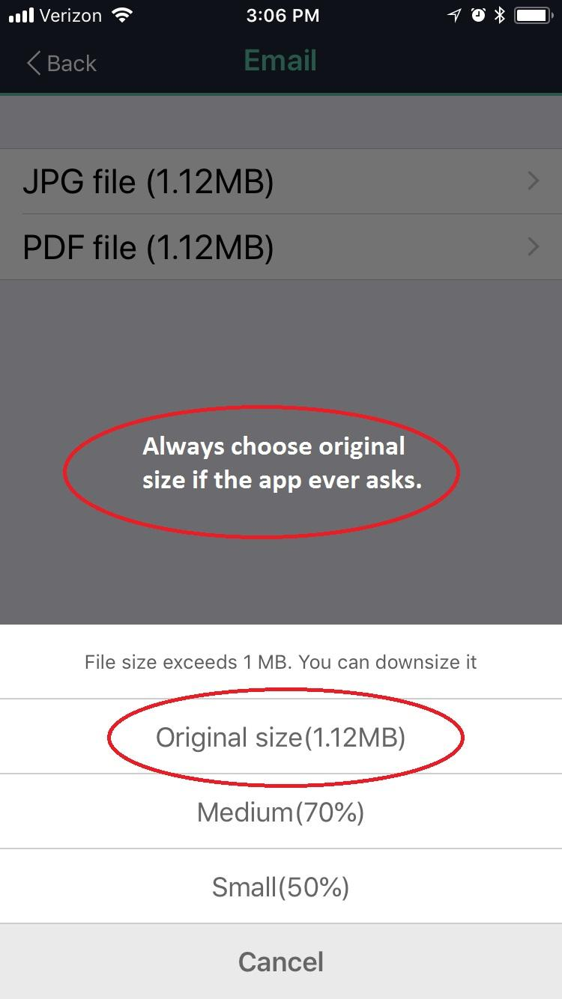 Verizon 3:06 PM
Back Email
JPG file (1.12MB)
PDF file (1.12MB)
Always choose original
size if the app ever asks.
File size exceeds 1 MB. You can downsize it
Original size(1.12MB)
Medium(70%)
Small(50%)
Cancel